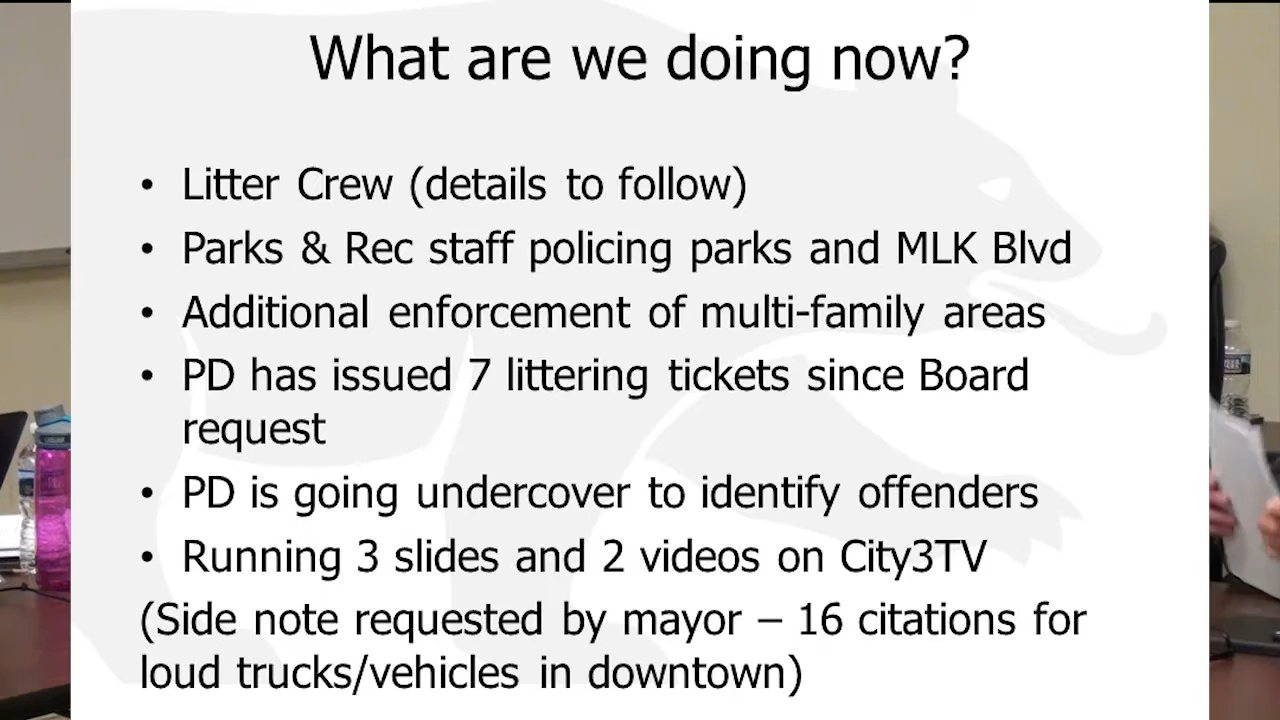 What are we doing now?
• Litter Crew (details to follow)
• Parks & Rec staff policing parks and MLK Blvd
• Additional enforcement of multi-family areas
• PD has issued 7 littering tickets since Board
request
• PD is going undercover to identify offenders
• Running 3 slides and 2 videos on City3TV
(Side note requested by mayor – 16 citations for
loud trucks/vehicles in downtown)